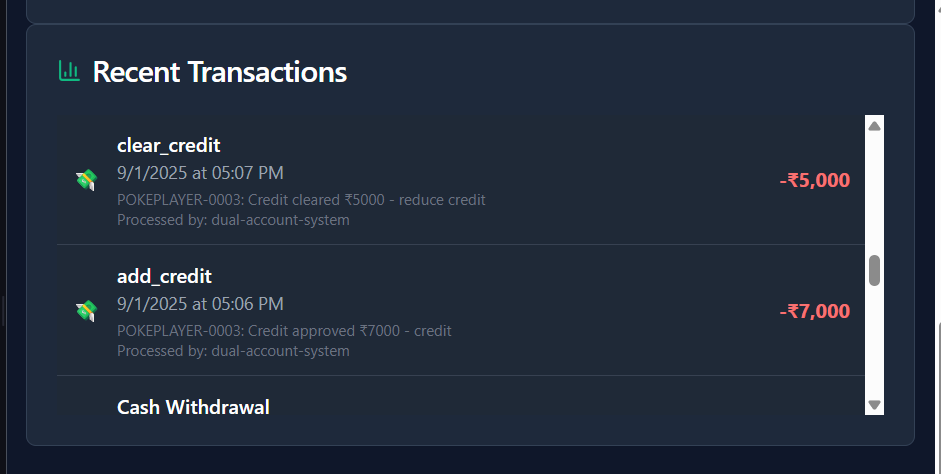 Recent Transactions
clear_credit
9/1/2025 at 05:07 PM
POKEPLAYER-0003: Credit cleared ₹5000 - reduce credit
Processed by: dual-account-system
-₹5,000
add_credit
9/1/2025 at 05:06 PM
POKEPLAYER-0003: Credit approved ₹7000 - credit
Processed by: dual-account-system
-₹7,000
Cash Withdrawal